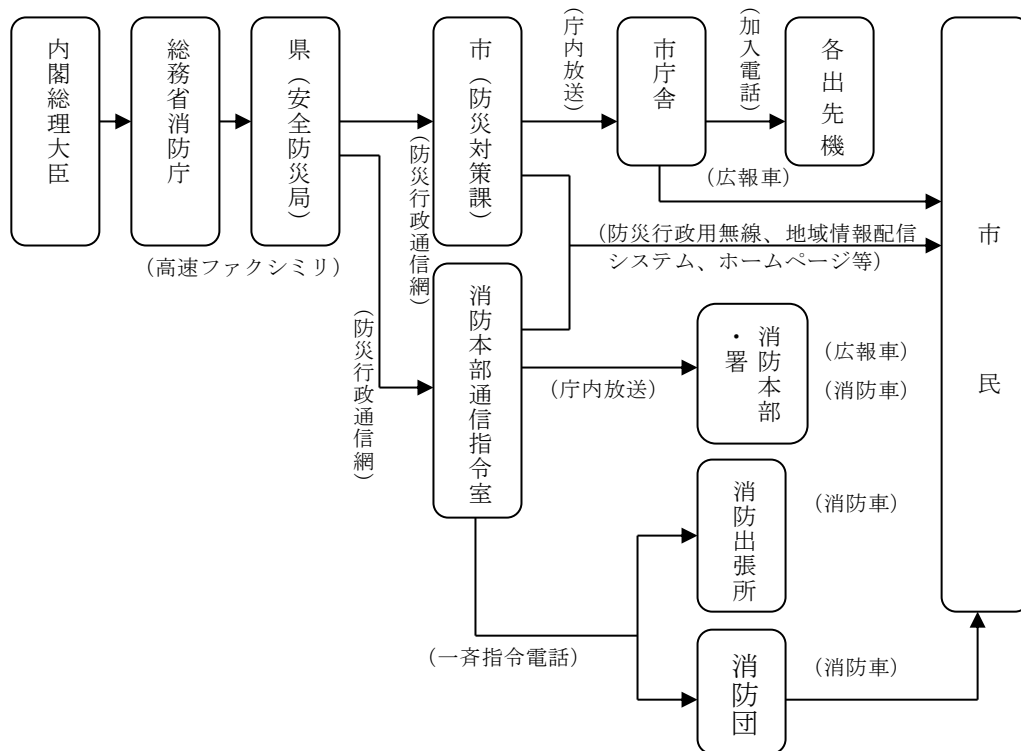 内閣総理大臣
総務省消防庁
県（安全防災局）
（高速ファクシミリ）
（防災行政通信網）
（防災行政通信網）
市（防災対策課）
（庁内放送）
市庁舎
（加入電話）
各出先機
（広報車）
（防災行政用無線、地域情報配信
システム、ホームページ等）
消防本部通信指令室
（庁内放送）
消防本部
・署
（広報車）
（消防車）
消防出張所
（消防車）
（一斉指令電話）
消防団
（消防車）
市民